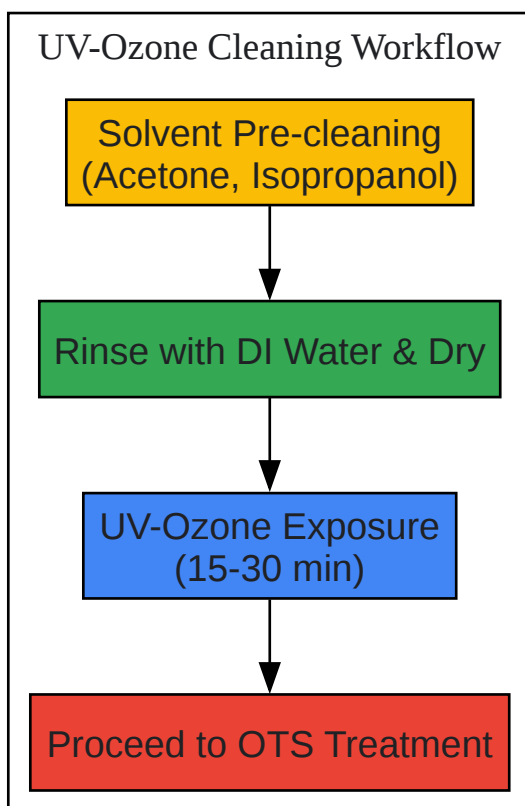 UV-Ozone Cleaning Workflow
Solvent Pre-cleaning
(Acetone, Isopropanol)
Rinse with DI Water & Dry
UV-Ozone Exposure
(15-30 min)
Proceed to OTS Treatment